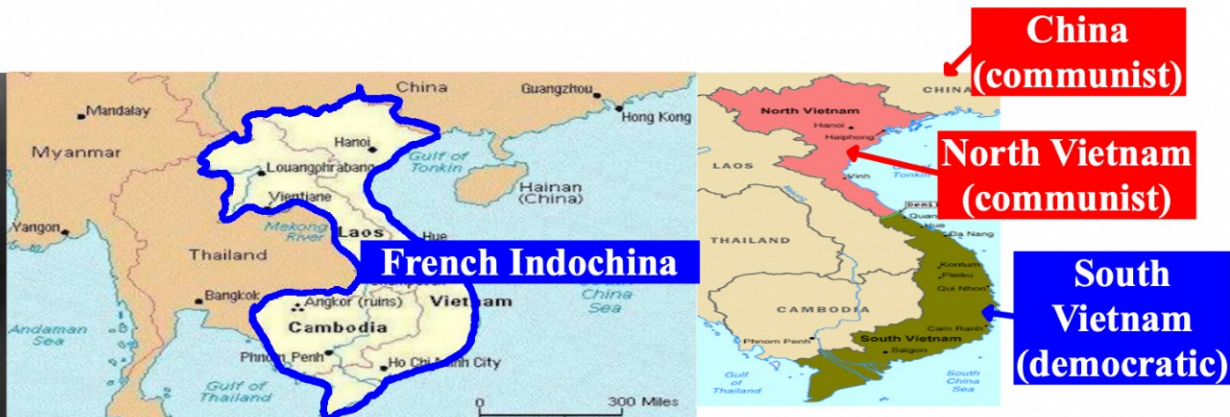 China
(communist)
North Vietnam
(communist)
South
Vietnam
(democratic)
French Indochina
Mandalay
China
Guangzhou
Hong Kong
Myanmar
Hanoi
Louangphrabang
Gulf of
Tonkin
Hainan
(China)
Vientiane
Yangon
Mekong
River
Laos
Hue
Thailand
Bangkok
Angkor (ruins)
Vietnam
Cambodia
China
Sea
Andaman
Sea
Phnom Penh
Ho Chi Minh City
Gulf of
Thailand
0
300 Miles
CHINA
North Vietnam
Hanoi
Haiphong
LAOS
Tonkin
Vinh
Hue
Da Nang
THAILAND
Kontum
Pleiku
Qui Nhon
CAMBODIA
Cam Ranh
Phnom Penh
South Vietnam
Saigon
Gulf
of
Thailand
South
China
Sea